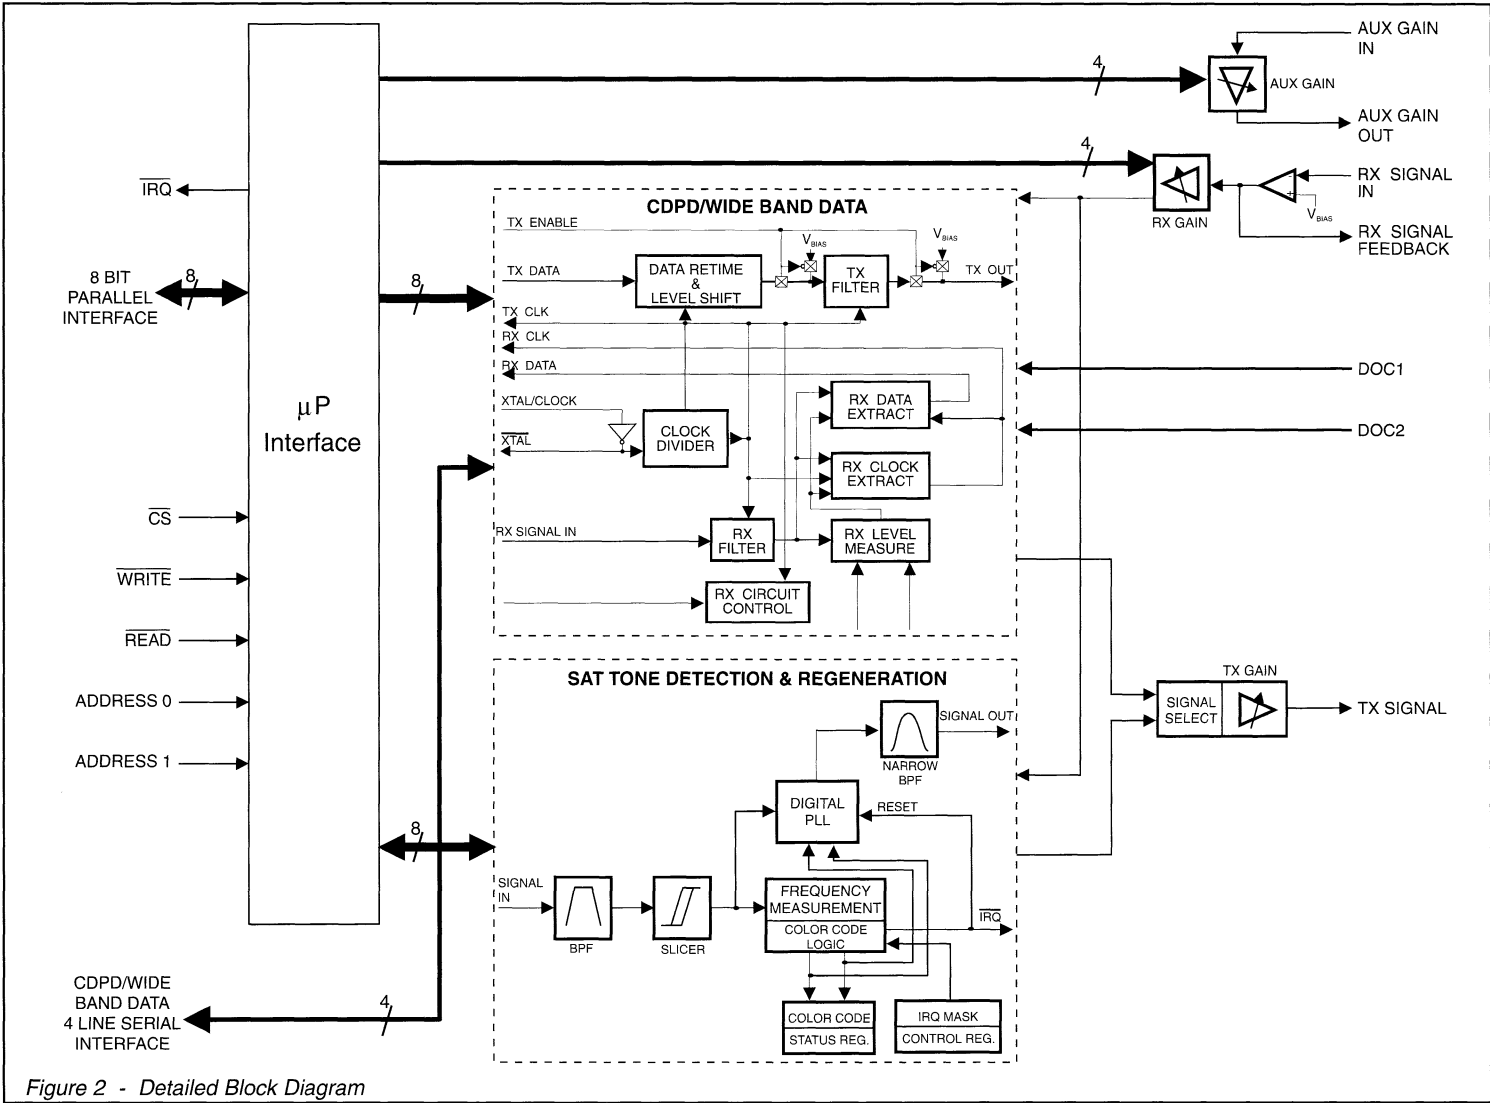 AUX GAIN
IN
4
AUX GAIN
AUX GAIN
OUT
4
RX SIGNAL
IN
-
+
V BIAS
RX GAIN
RX SIGNAL
FEEDBACK
IRQ
8 BIT
PARALLEL
INTERFACE
8
μP
Interface
8
CS
WRITE
READ
ADDRESS 0
ADDRESS 1
8
CDPD/WIDE
BAND DATA
4 LINE SERIAL
INTERFACE
4
CDPD/WIDE BAND DATA
TX ENABLE
V BIAS
V BIAS
TX DATA
DATA RETIME
&
LEVEL SHIFT
TX
FILTER
TX OUT
TX CLK
RX CLK
RX DATA
XTAL/CLOCK
XTAL
CLOCK
DIVIDER
RX DATA
EXTRACT
RX CLOCK
EXTRACT
RX SIGNAL IN
RX
FILTER
RX LEVEL
MEASURE
RX CIRCUIT
CONTROL
DOC1
DOC2
SAT TONE DETECTION & REGENERATION
SIGNAL OUT
NARROW
BPF
DIGITAL
PLL
RESET
SIGNAL
IN
BPF
SLICER
FREQUENCY
MEASUREMENT
COLOR CODE
LOGIC
IRQ
COLOR CODE
STATUS REG.
IRQ MASK
CONTROL REG.
TX GAIN
SIGNAL
SELECT
TX SIGNAL
Figure 2 - Detailed Block Diagram